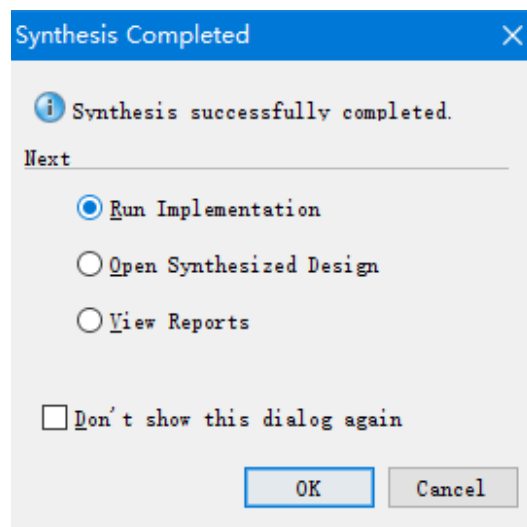 Synthesis Completed
Synthesis successfully completed.
Next
Run Implementation
Open Synthesized Design
View Reports
Don't show this dialog again
OK
Cancel